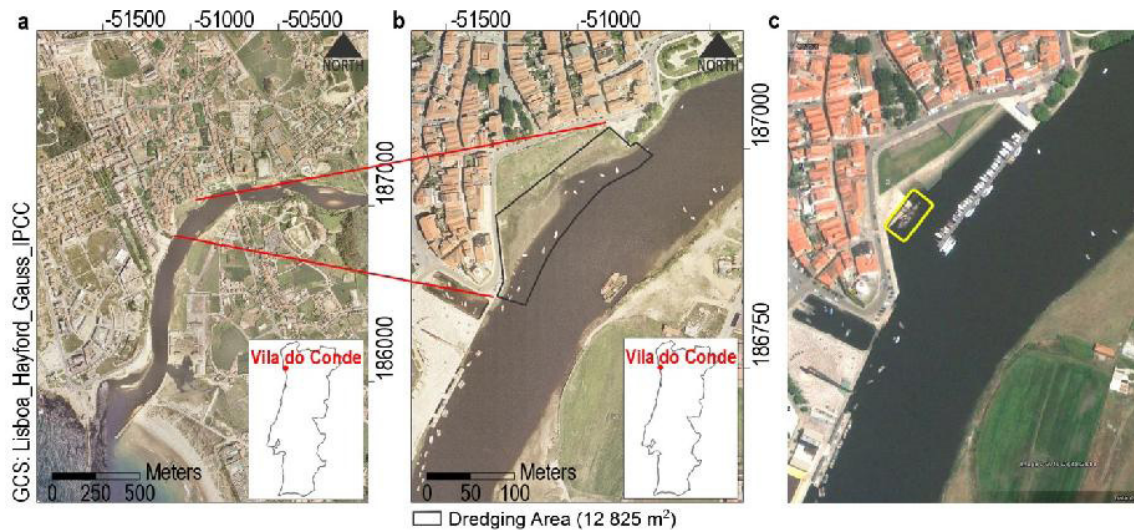 a
-51500
-51000
-50500
b
-51500
-51000
c
NORTH
NORTH
187000
187000
186000
186750
GCS: Lisboa_Hayford_Gauss_IPCC
Vila do Conde
Vila do Conde
Meters
0 250 500
Meters
0 50 100
Dredging Area (12 825 m²)